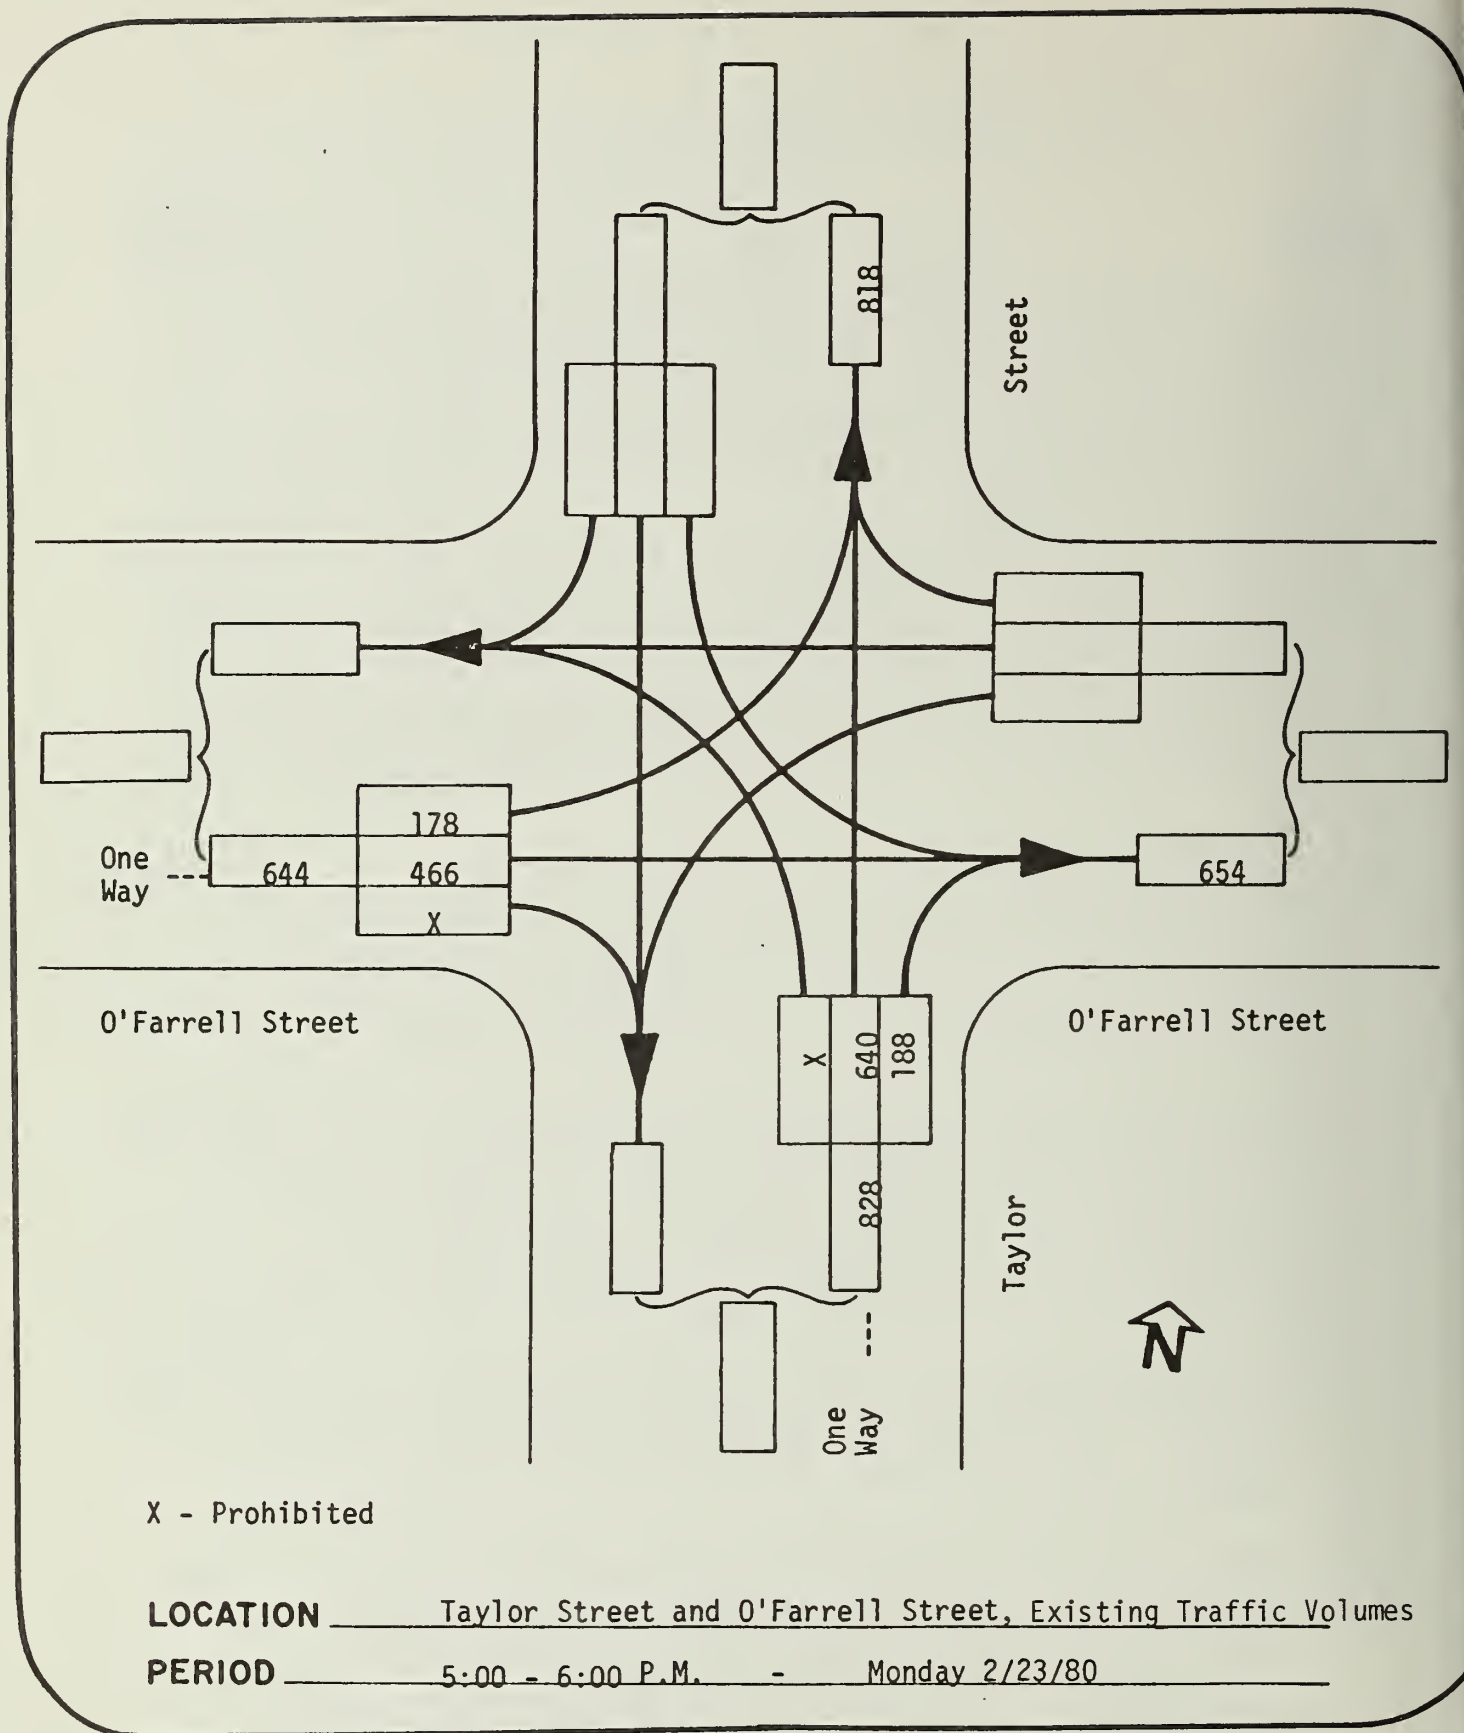 818
Street
178
One
Way
644
466
654
X
O'Farrell Street
O'Farrell Street
X
640
188
828
Taylor
N
One
Way
X - Prohibited
LOCATION Taylor Street and O'Farrell Street, Existing Traffic Volumes
PERIOD 5:00 - 6:00 P.M. - Monday 2/23/80